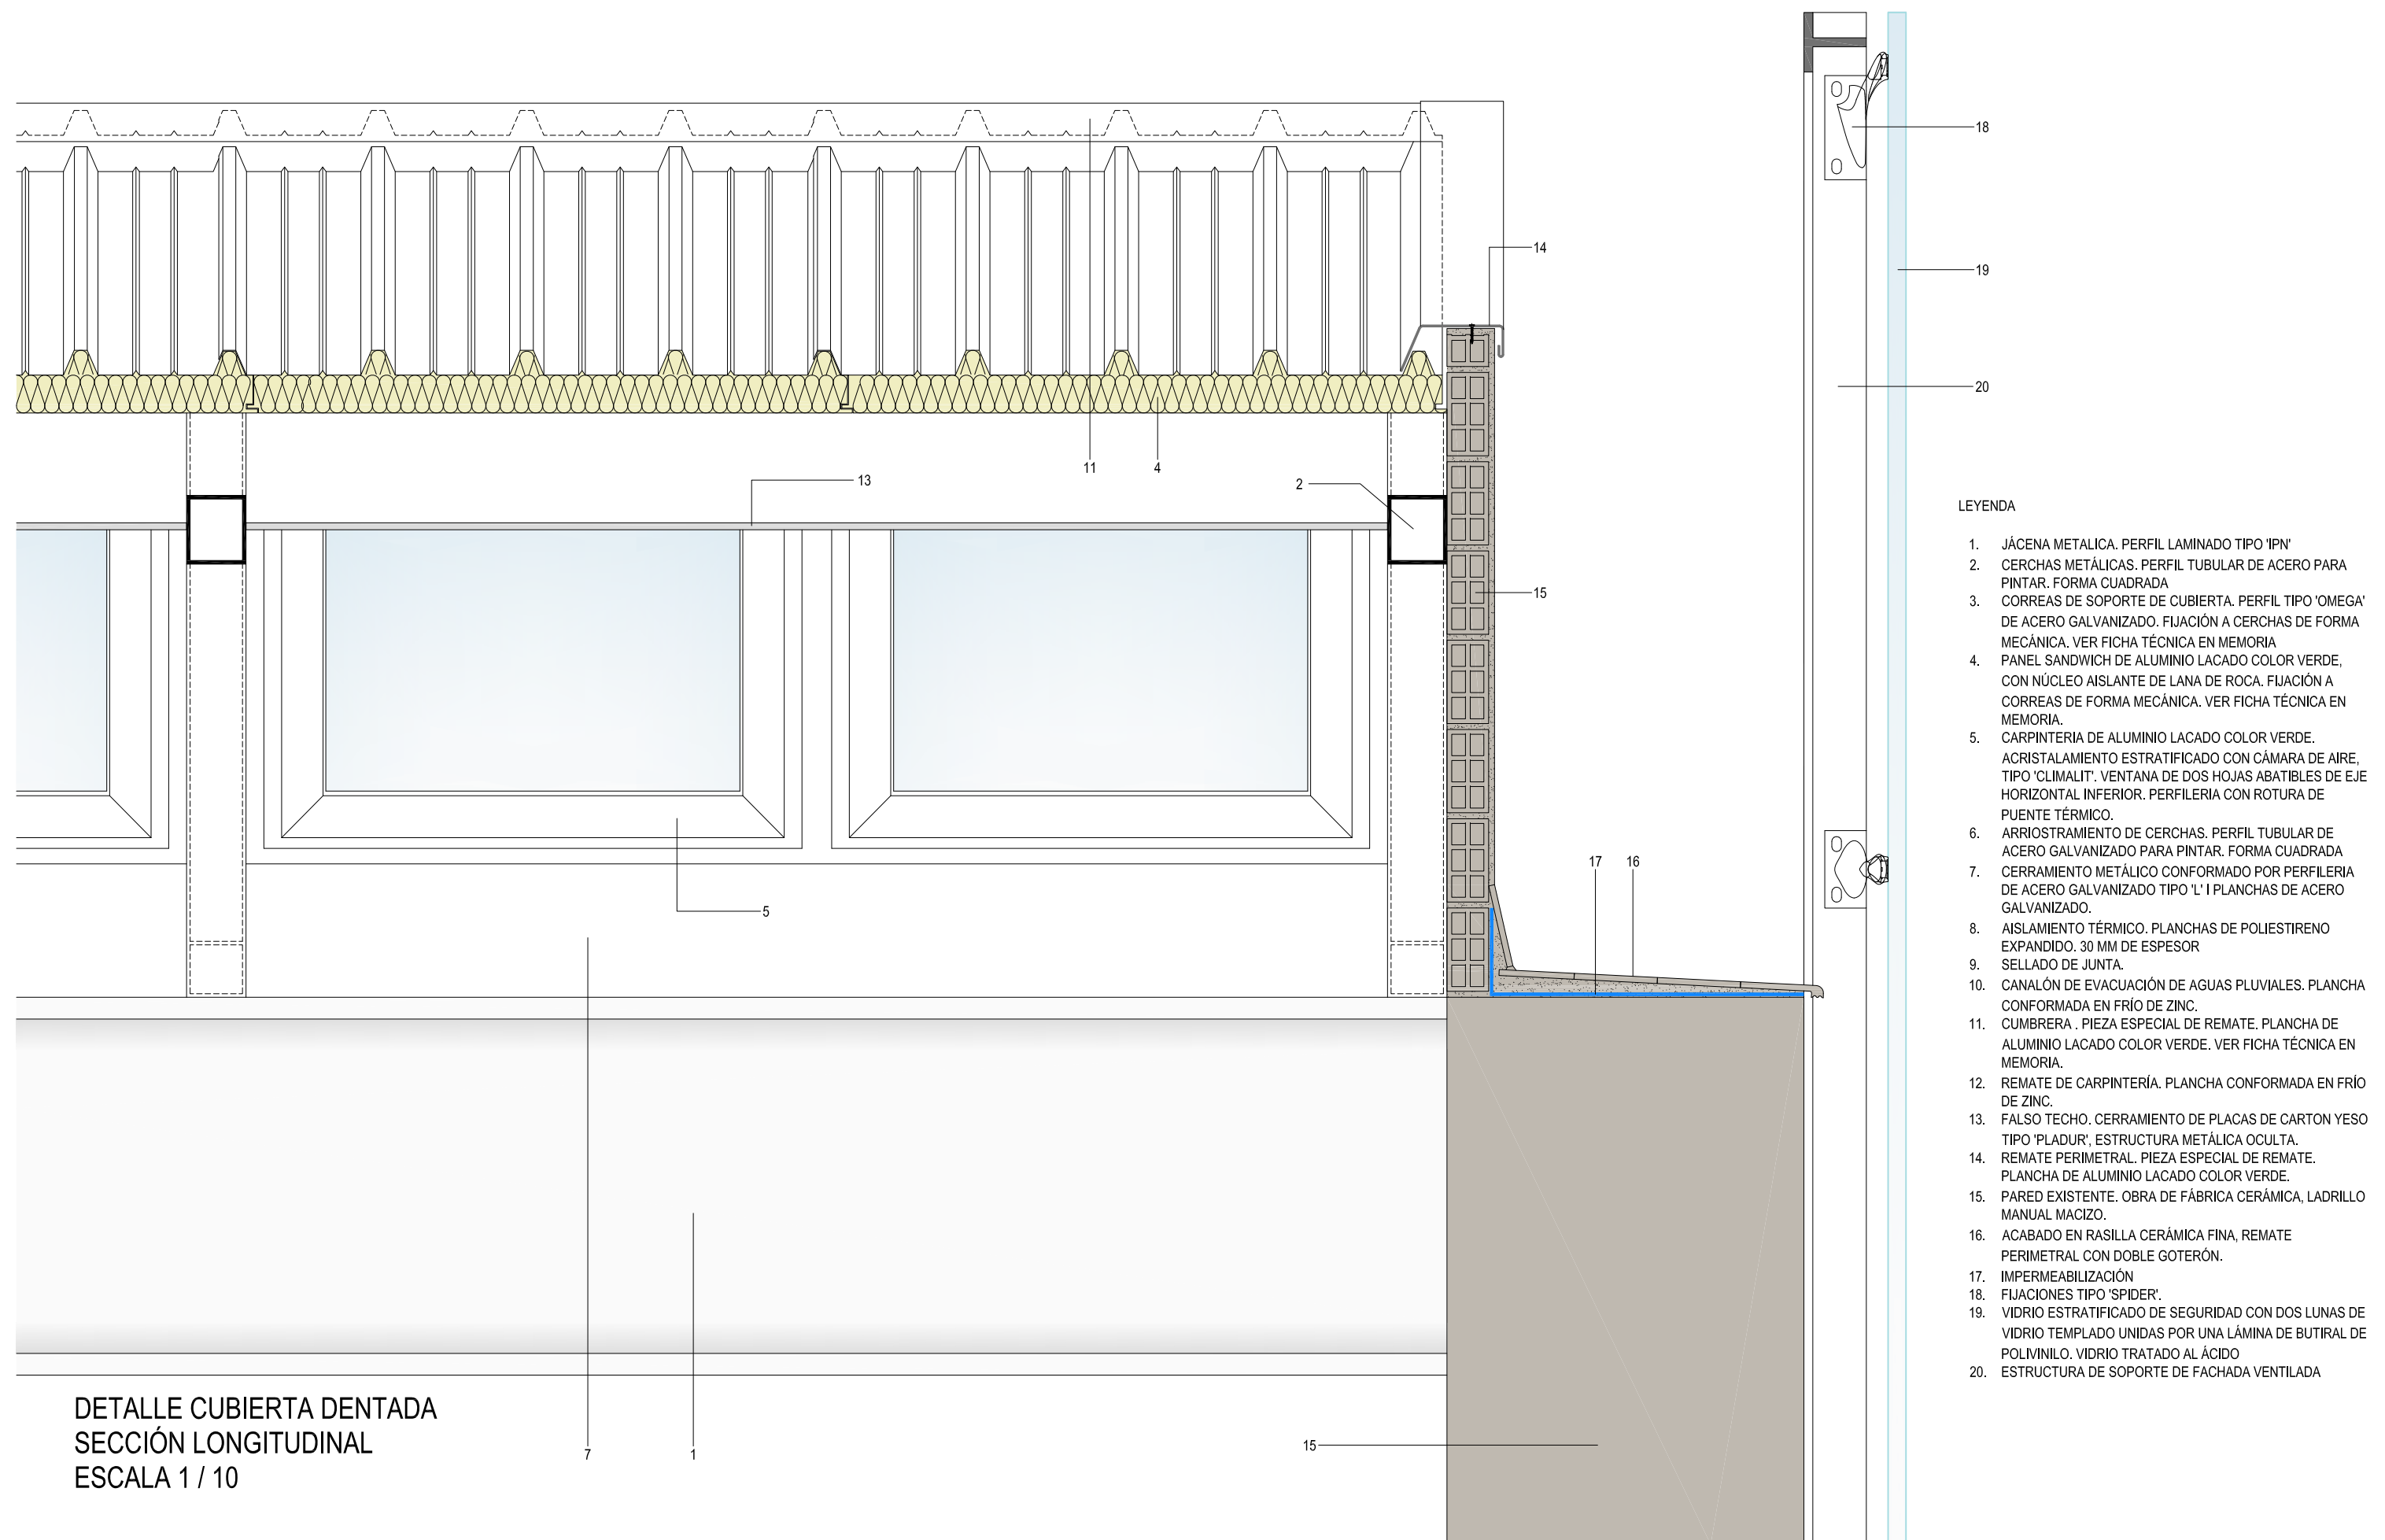 18
14
19
20
11
4
13
2
15
17
16
5
7
1
15
DETALLE CUBIERTA DENTADA
SECCIÓN LONGITUDINAL
ESCALA 1 / 10
LEYENDA
1. JÁCENA METALICA. PERFIL LAMINADO TIPO 'IPN'
2. CERCHAS METÁLICAS. PERFIL TUBULAR DE ACERO PARA
PINTAR. FORMA CUADRADA
3. CORREAS DE SOPORTE DE CUBIERTA. PERFIL TIPO 'OMEGA'
DE ACERO GALVANIZADO. FIJACIÓN A CERCHAS DE FORMA
MECÁNICA. VER FICHA TÉCNICA EN MEMORIA
4. PANEL SANDWICH DE ALUMINIO LACADO COLOR VERDE,
CON NÚCLEO AISLANTE DE LANA DE ROCA. FIJACIÓN A
CORREAS DE FORMA MECÁNICA. VER FICHA TÉCNICA EN
MEMORIA.
5. CARPINTERIA DE ALUMINIO LACADO COLOR VERDE.
ACRISTALAMIENTO ESTRATIFICADO CON CÁMARA DE AIRE,
TIPO 'CLIMALIT'. VENTANA DE DOS HOJAS ABATIBLES DE EJE
HORIZONTAL INFERIOR. PERFILERIA CON ROTURA DE
PUENTE TÉRMICO.
6. ARRIOSTRAMIENTO DE CERCHAS. PERFIL TUBULAR DE
ACERO GALVANIZADO PARA PINTAR. FORMA CUADRADA
7. CERRAMIENTO METÁLICO CONFORMADO POR PERFILERIA
DE ACERO GALVANIZADO TIPO 'L' I PLANCHAS DE ACERO
GALVANIZADO.
8. AISLAMIENTO TÉRMICO. PLANCHAS DE POLIESTIRENO
EXPANDIDO. 30 MM DE ESPESOR
9. SELLADO DE JUNTA.
10. CANALÓN DE EVACUACIÓN DE AGUAS PLUVIALES. PLANCHA
CONFORMADA EN FRÍO DE ZINC.
11. CUMBRERA . PIEZA ESPECIAL DE REMATE. PLANCHA DE
ALUMINIO LACADO COLOR VERDE. VER FICHA TÉCNICA EN
MEMORIA.
12. REMATE DE CARPINTERÍA. PLANCHA CONFORMADA EN FRÍO
DE ZINC.
13. FALSO TECHO. CERRAMIENTO DE PLACAS DE CARTON YESO
TIPO 'PLADUR', ESTRUCTURA METÁLICA OCULTA.
14. REMATE PERIMETRAL. PIEZA ESPECIAL DE REMATE.
PLANCHA DE ALUMINIO LACADO COLOR VERDE.
15. PARED EXISTENTE. OBRA DE FÁBRICA CERÁMICA, LADRILLO
MANUAL MACIZO.
16. ACABADO EN RASILLA CERÁMICA FINA, REMATE
PERIMETRAL CON DOBLE GOTERÓN.
17. IMPERMEABILIZACIÓN
18. FIJACIONES TIPO 'SPIDER'.
19. VIDRIO ESTRATIFICADO DE SEGURIDAD CON DOS LUNAS DE
VIDRIO TEMPLADO UNIDAS POR UNA LÁMINA DE BUTIRAL DE
POLIVINILO. VIDRIO TRATADO AL ÁCIDO
20. ESTRUCTURA DE SOPORTE DE FACHADA VENTILADA